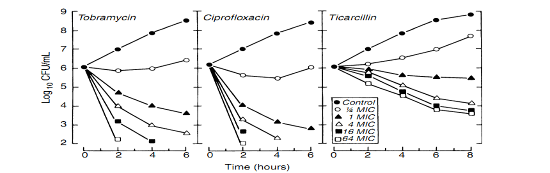 Tobramycin
Ciprofloxacin
Ticarcillin
Log10 CFU/mL
9
8
7
6
5
4
3
2
0 2 4 6
0 2 4 6
0 2 4 6 8
Time (hours)
Control
¼ MIC
1 MIC
4 MIC
16 MIC
64 MIC